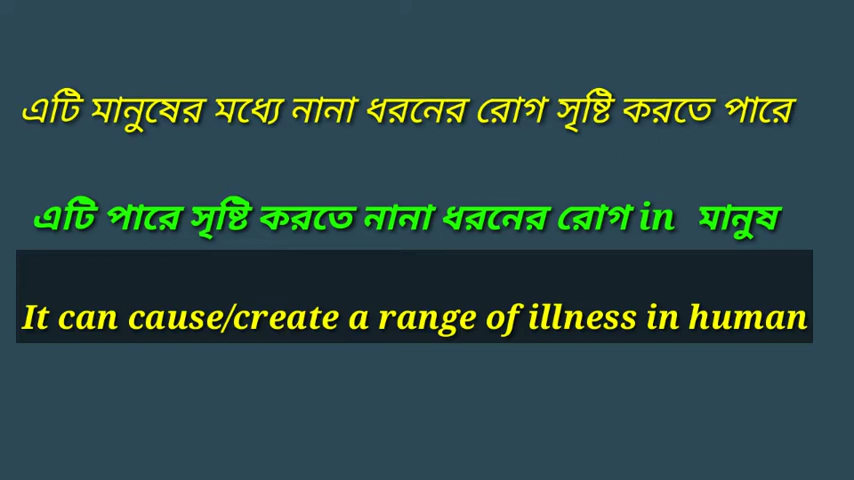 এটি মানুষের মধ্যে নানা ধরনের রোগ সৃষ্টি করতে পারে
এটি পারে সৃষ্টি করতে নানা ধরনের রোগ in মানুষ
It can cause/create a range of illness in human